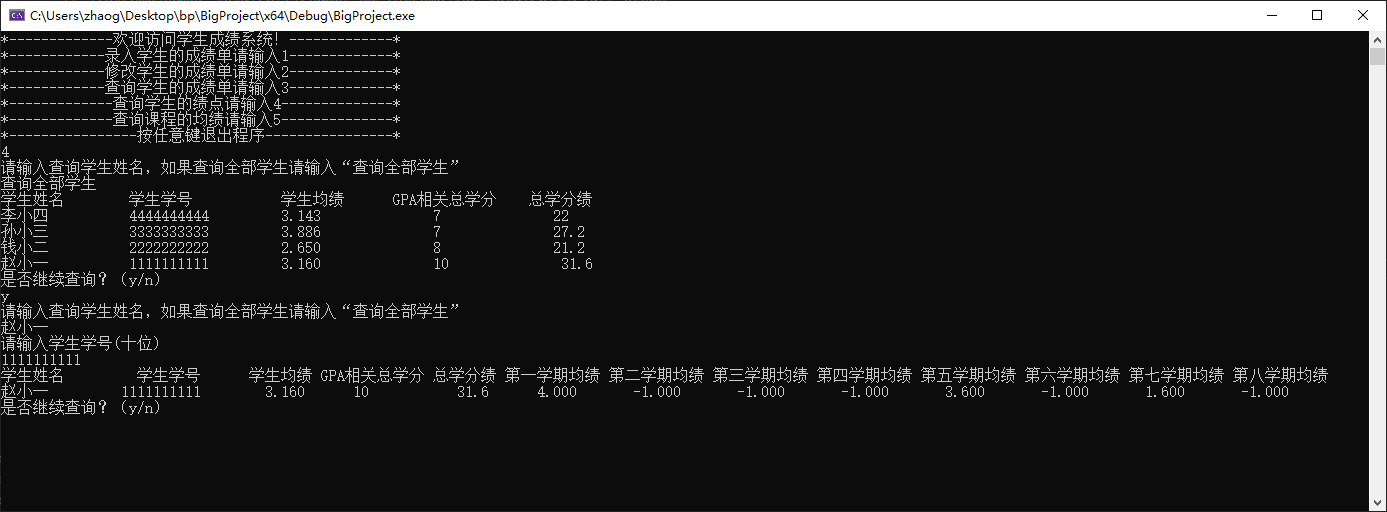 C:\Users\zhaog\Desktop\bp\BigProject\x64\Debug\BigProject.exe
*-------------欢迎访问学生成绩系统! -------------*
*------------录入学生的成绩单请输入1-------------*
*------------修改学生的成绩单请输入2-------------*
*------------查询学生的成绩单请输入3-------------*
*-------------查询学生的绩点请输入4--------------*
*-------------查询课程的均绩请输入5--------------*
*----------------按任意键退出程序----------------*
4
请输入查询学生姓名，如果查询全部学生请输入“查询全部学生”
查询全部学生
学生姓名 学生学号 学生均绩 GPA相关总学分 总学分绩
李小四 4444444444 3.143 7 22
孙小三 3333333333 3.886 7 27.2
钱小二 2222222222 2.650 8 21.2
赵小一 1111111111 3.160 10 31.6
是否继续查询？（y/n）
y
请输入查询学生姓名，如果查询全部学生请输入“查询全部学生”
赵小一
请输入学生学号(十位)
1111111111
学生姓名 学生学号 学生均绩 GPA相关总学分 总学分绩 第一学期均绩 第二学期均绩 第三学期均绩 第四学期均绩 第五学期均绩 第六学期均绩 第七学期均绩 第八学期均绩
赵小一 1111111111 3.160 10 31.6 4.000 -1.000 -1.000 -1.000 3.600 -1.000 1.600 -1.000
是否继续查询？（y/n）